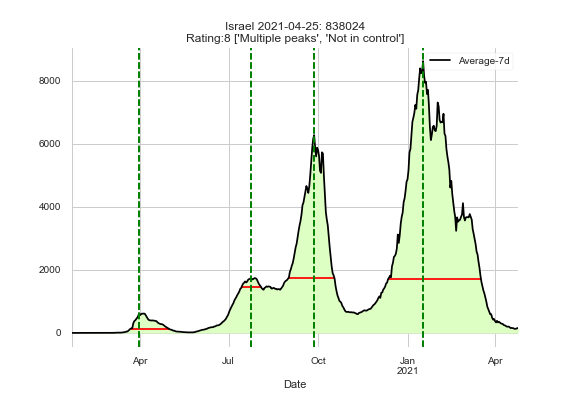 Israel 2021-04-25: 838024
Rating:8 ['Multiple peaks', 'Not in control']
Average-7d
8000
6000
4000
2000
0
Apr Jul Oct Jan Apr
2021
Date